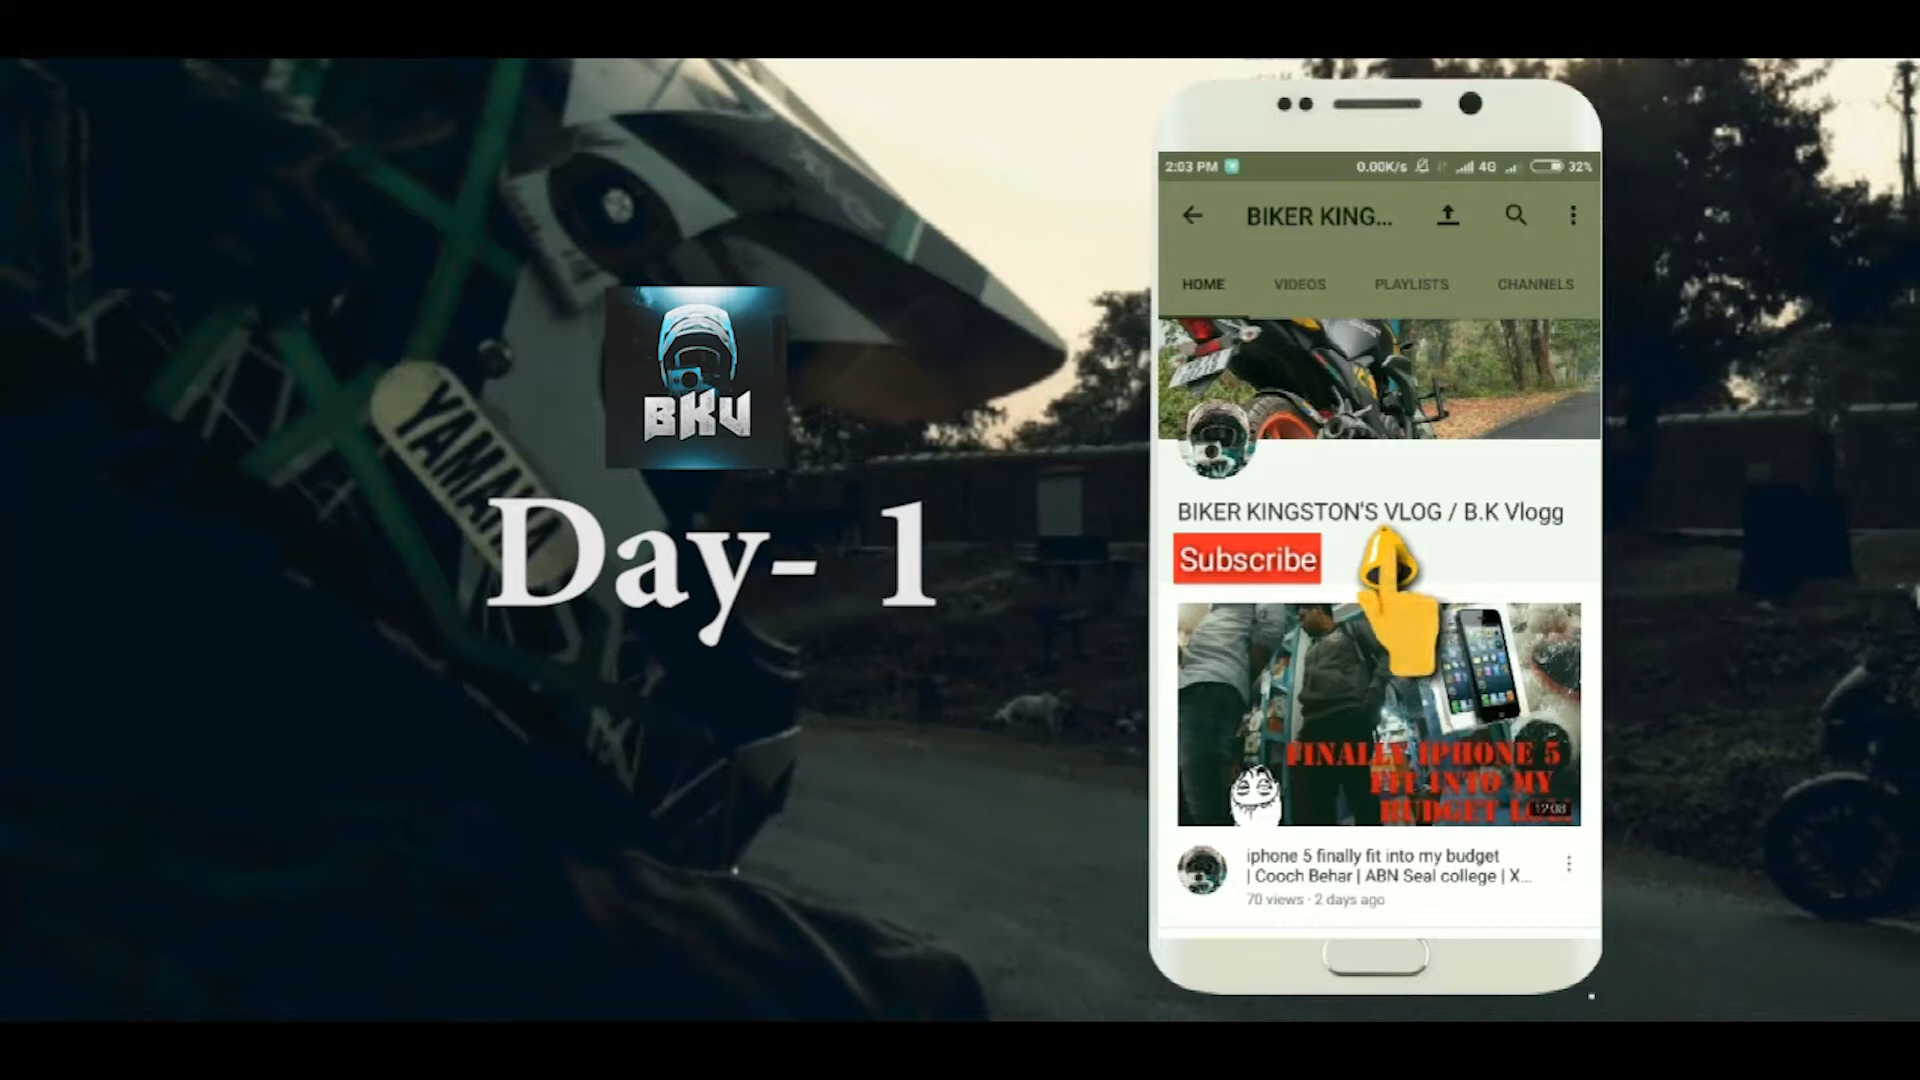 YAMAHA
BKV
Day- 1
2:03 PM
0.00K/s
4G
32%
BIKER KING...
HOME
VIDEOS
PLAYLISTS
CHANNELS
BIKER KINGSTON'S VLOG / B.K Vlogg
Subscribe
FINALLY IPHONE 5
FIT INTO MY
BUDGET
12:08
iphone 5 finally fit into my budget
| Cooch Behar | ABN Seal college | X...
70 views · 2 days ago